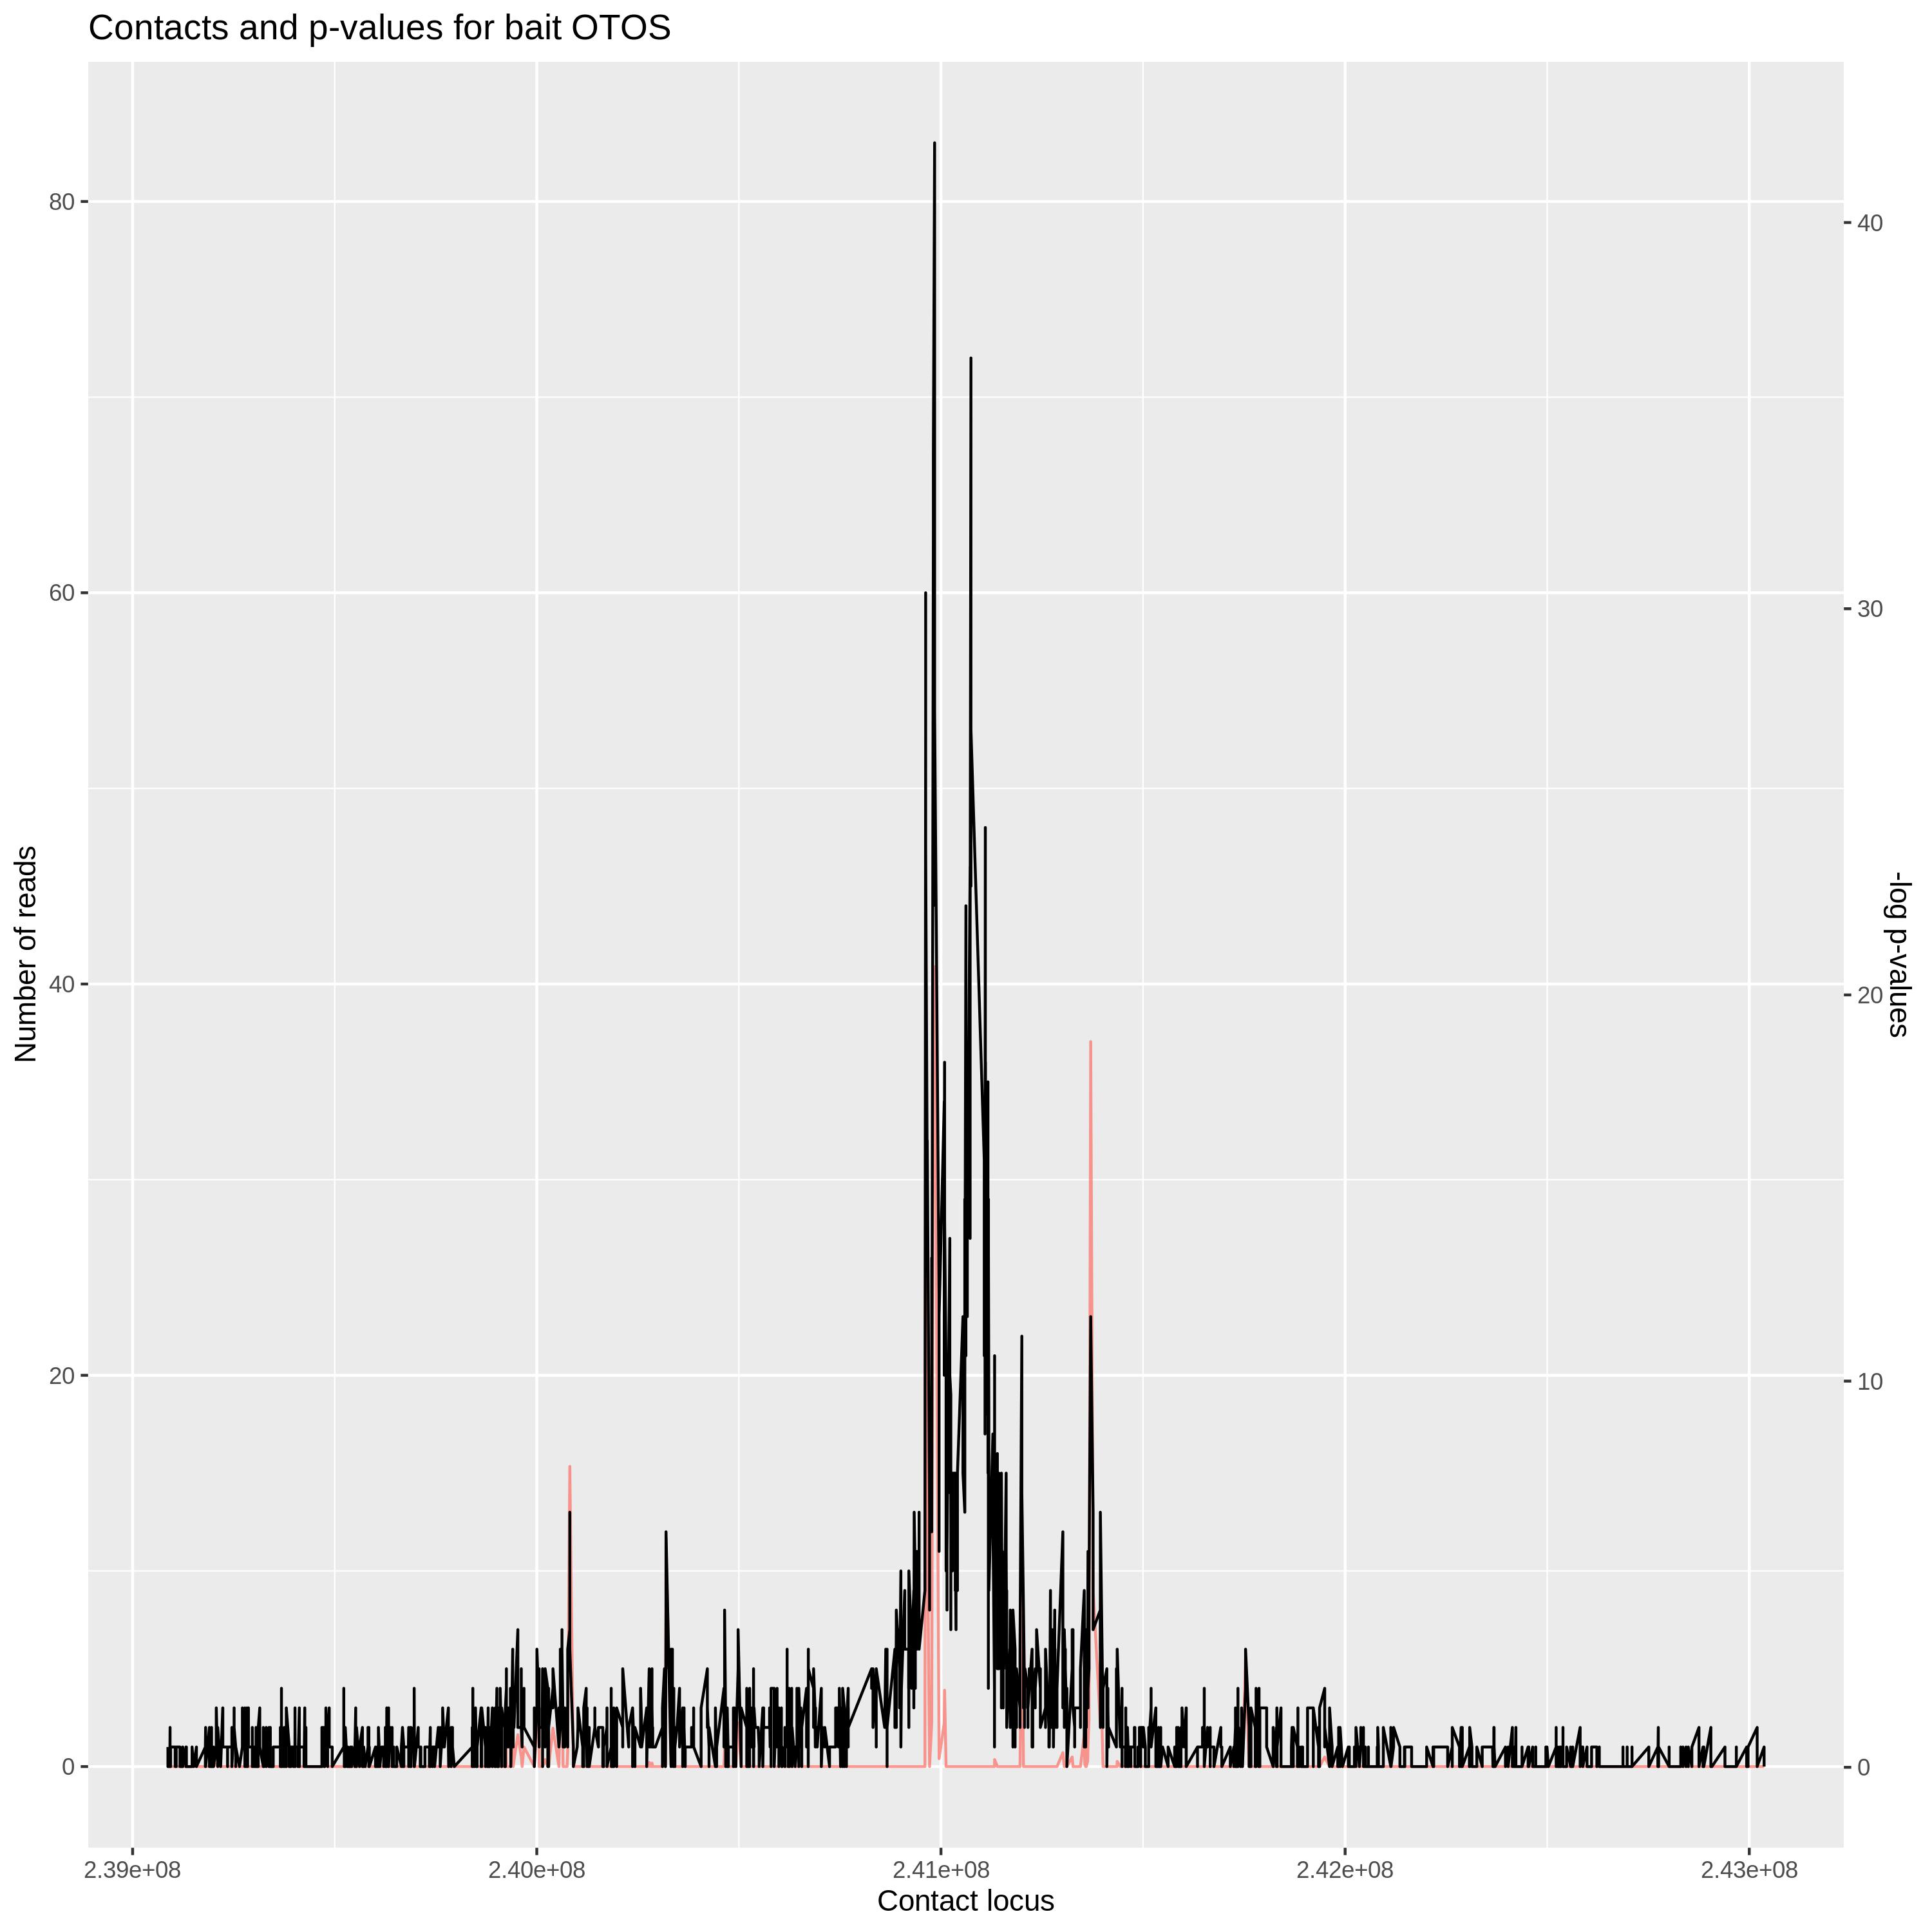 Contacts and p-values for bait OTOS
80
60
40
20
0
Number of reads
40
30
20
10
0
-log p-values
2.39e+08 2.40e+08 2.41e+08 2.42e+08 2.43e+08
Contact locus